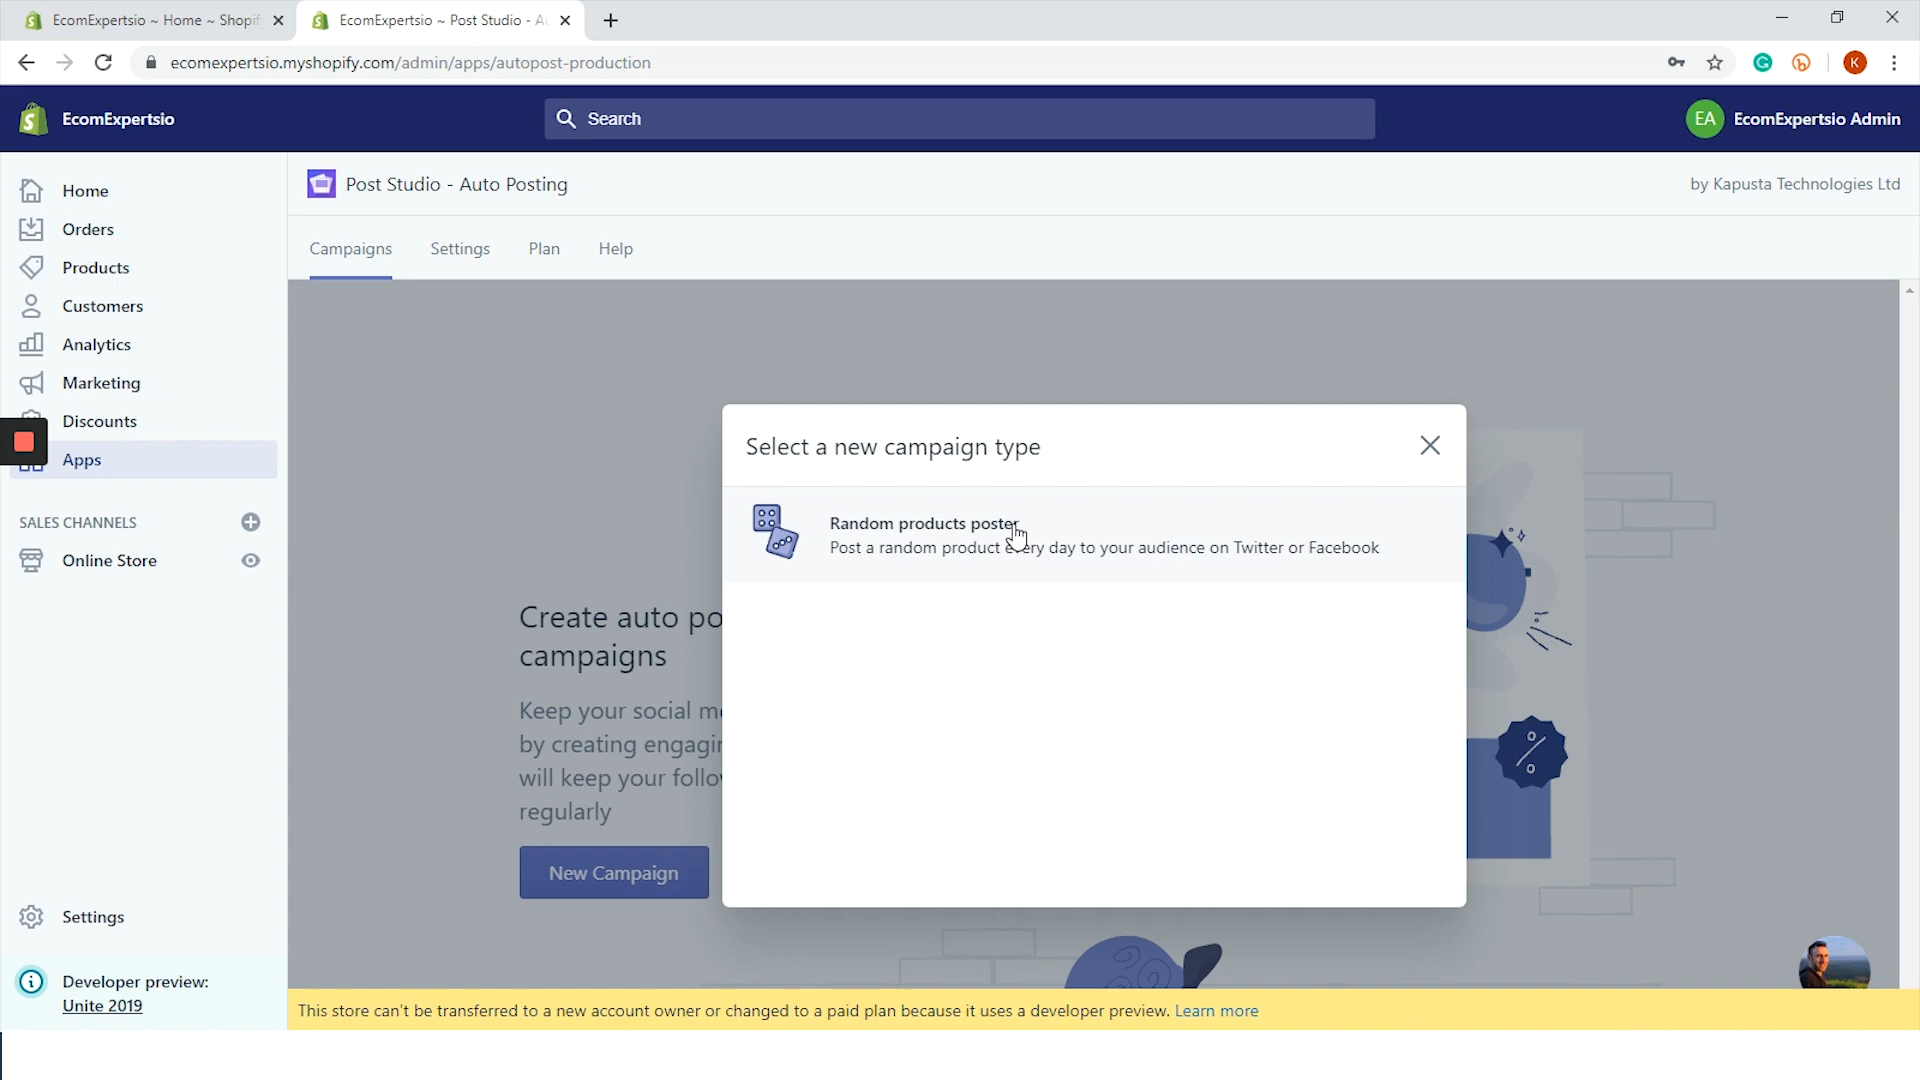 EcomExpertsio ~ Home ~ Shopif
EcomExpertsio ~ Post Studio - Au
ecomexpertsio.myshopify.com/admin/apps/autopost-production
K
EcomExpertsio
Search
EA
EcomExpertsio Admin
Home
Orders
Products
Customers
Analytics
Marketing
Discounts
Apps
SALES CHANNELS
Online Store
Settings
Developer preview:
Unite 2019
Post Studio - Auto Posting
by Kapusta Technologies Ltd
Campaigns
Settings
Plan
Help
Select a new campaign type
Random products poster
Post a random product every day to your audience on Twitter or Facebook
Create auto po
campaigns
Keep your social me
by creating engagin
will keep your follo
regularly
New Campaign
%
This store can't be transferred to a new account owner or changed to a paid plan because it uses a developer preview. Learn more